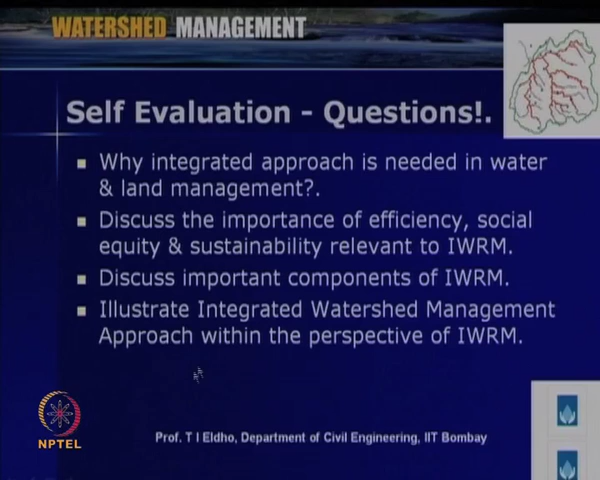 WATERSHED MANAGEMENT
Self Evaluation - Questions!.
Why integrated approach is needed in water
& land management?.
Discuss the importance of efficiency, social
equity & sustainability relevant to IWRM.
Discuss important components of IWRM.
Illustrate Integrated Watershed Management
Approach within the perspective of IWRM.
NPTEL
Prof. T I Eldho, Department of Civil Engineering, IIT Bombay